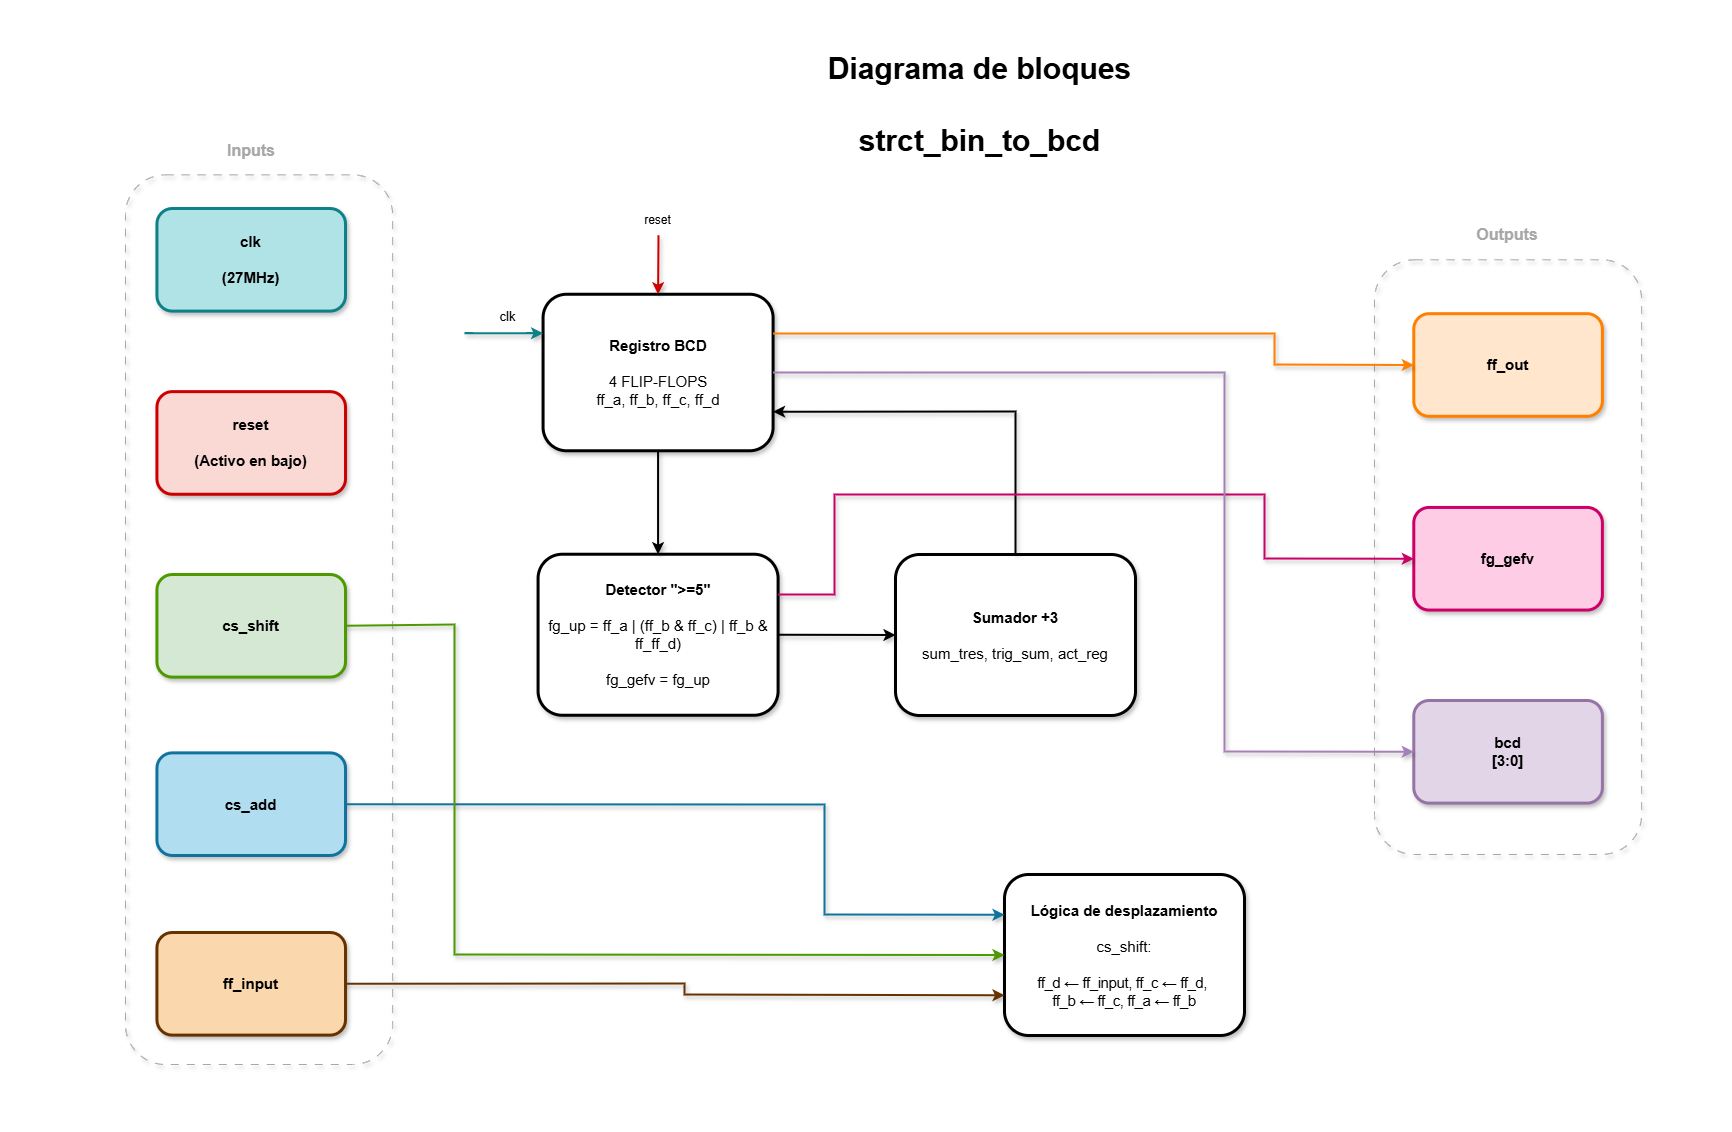 Diagrama de bloques
strct_bin_to_bcd
Inputs
clk
(27MHz)
reset
(Activo en bajo)
cs_shift
cs_add
ff_input
reset
clk
Registro BCD
4 FLIP-FLOPS
ff_a, ff_b, ff_c, ff_d
Detector ">=5"
fg_up = ff_a | (ff_b & ff_c) | ff_b &
ff_ff_d)
fg_gefv = fg_up
Sumador +3
sum_tres, trig_sum, act_reg
Lógica de desplazamiento
cs_shift:
ff_d ← ff_input, ff_c ← ff_d,
ff_b ← ff_c, ff_a ← ff_b
Outputs
ff_out
fg_gefv
bcd
[3:0]